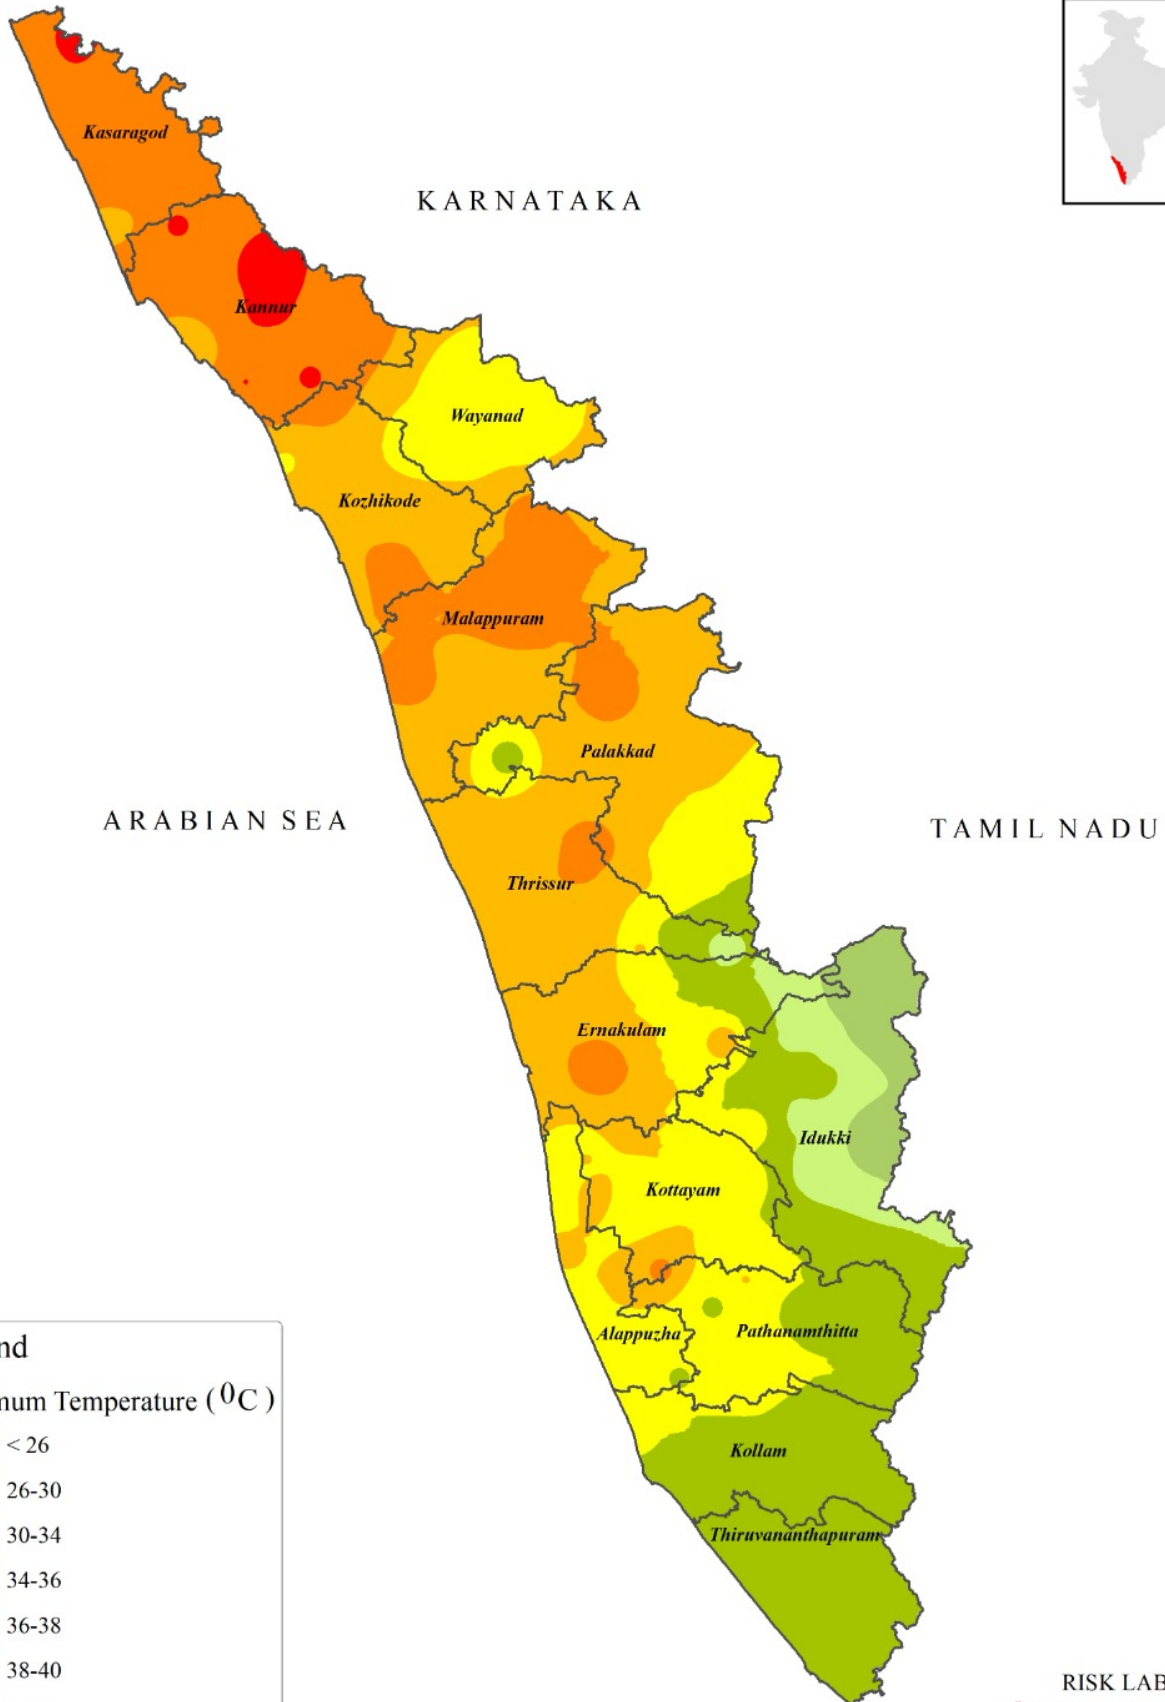 KARNATAKA
Kasaragod
Kannur
Wayanad
Kozhikode
Malappuram
Palakkad
ARABIAN SEA
TAMIL NADU
Thrissur
Ernakulam
Idukki
Kottayam
Alappuzha
Pathanamthitta
Kollam
Thiruvananthapuram
nd
num Temperature (⁰C )
< 26
26-30
30-34
34-36
36-38
38-40
RISK LAB